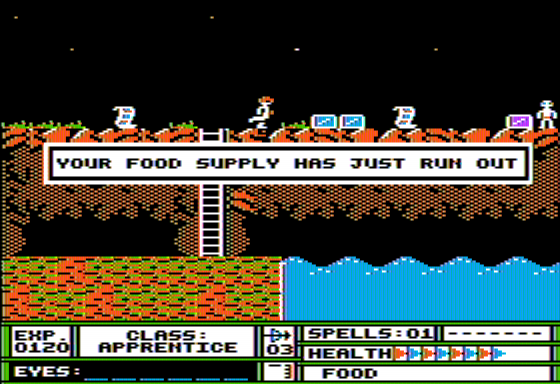 YOUR FOOD SUPPLY HAS JUST RUN OUT
EXP 0120
CLASS: APPRENTICE
03
SPELLS:01 -------
HEALTH
FOOD
EYES: